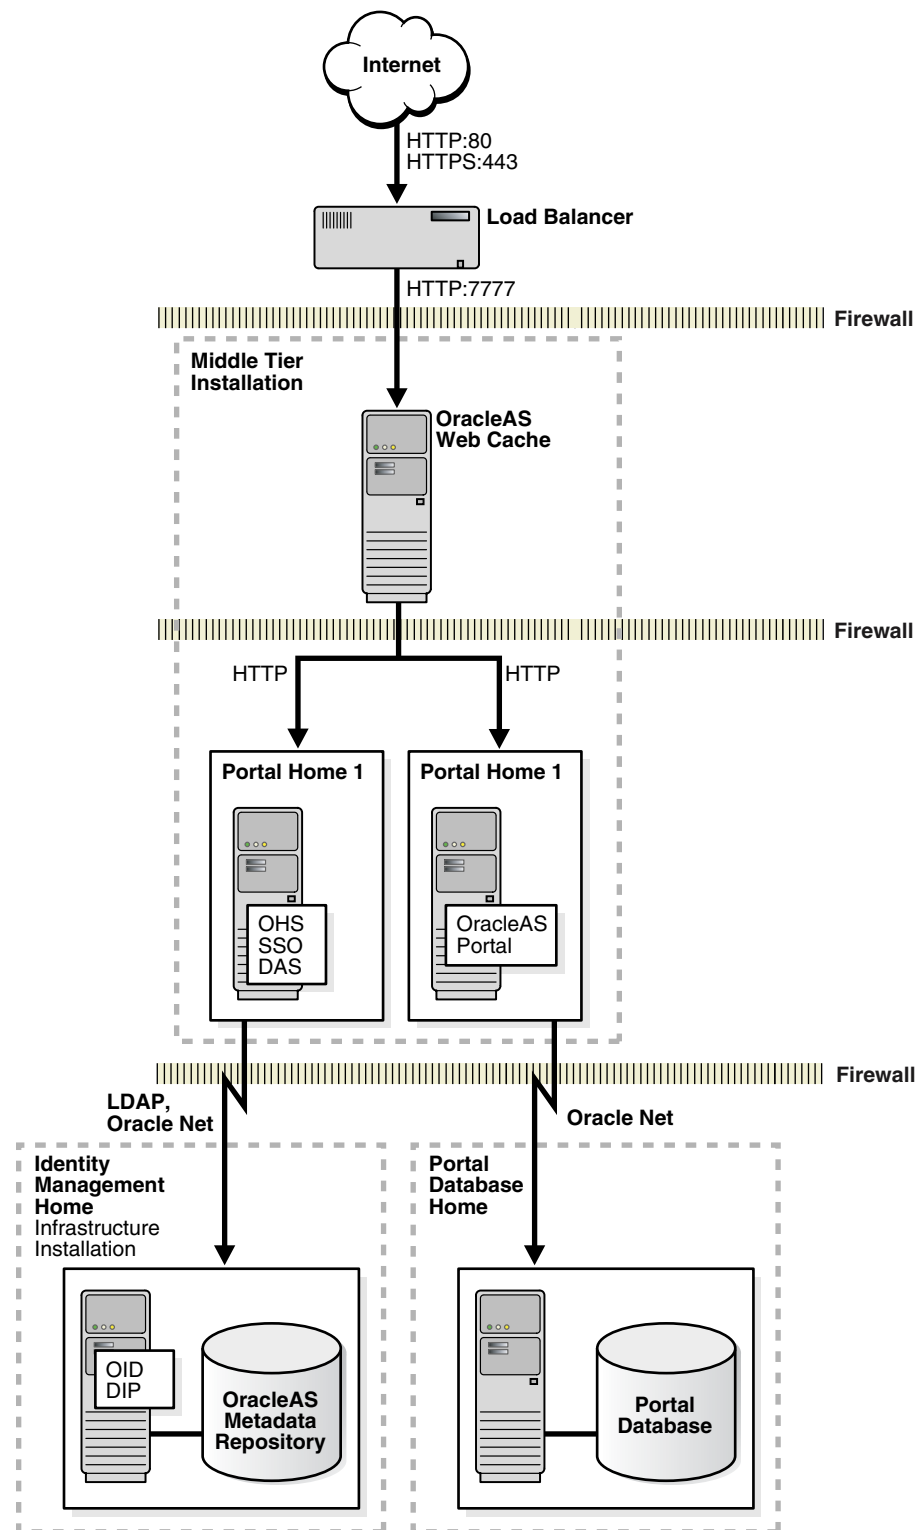 Internet
HTTP:80
HTTPS:443
Load Balancer
HTTP:7777
Firewall
Middle Tier
Installation
OracleAS
Web Cache
Firewall
HTTP
HTTP
Portal Home 1
Portal Home 1
OHS
SSO
DAS
OracleAS
Portal
Firewall
LDAP,
Oracle Net
Oracle Net
Identity
Management
Home
Infrastructure
Installation
Portal
Database
Home
OID
DIP
OracleAS
Metadata
Repository
Portal
Database